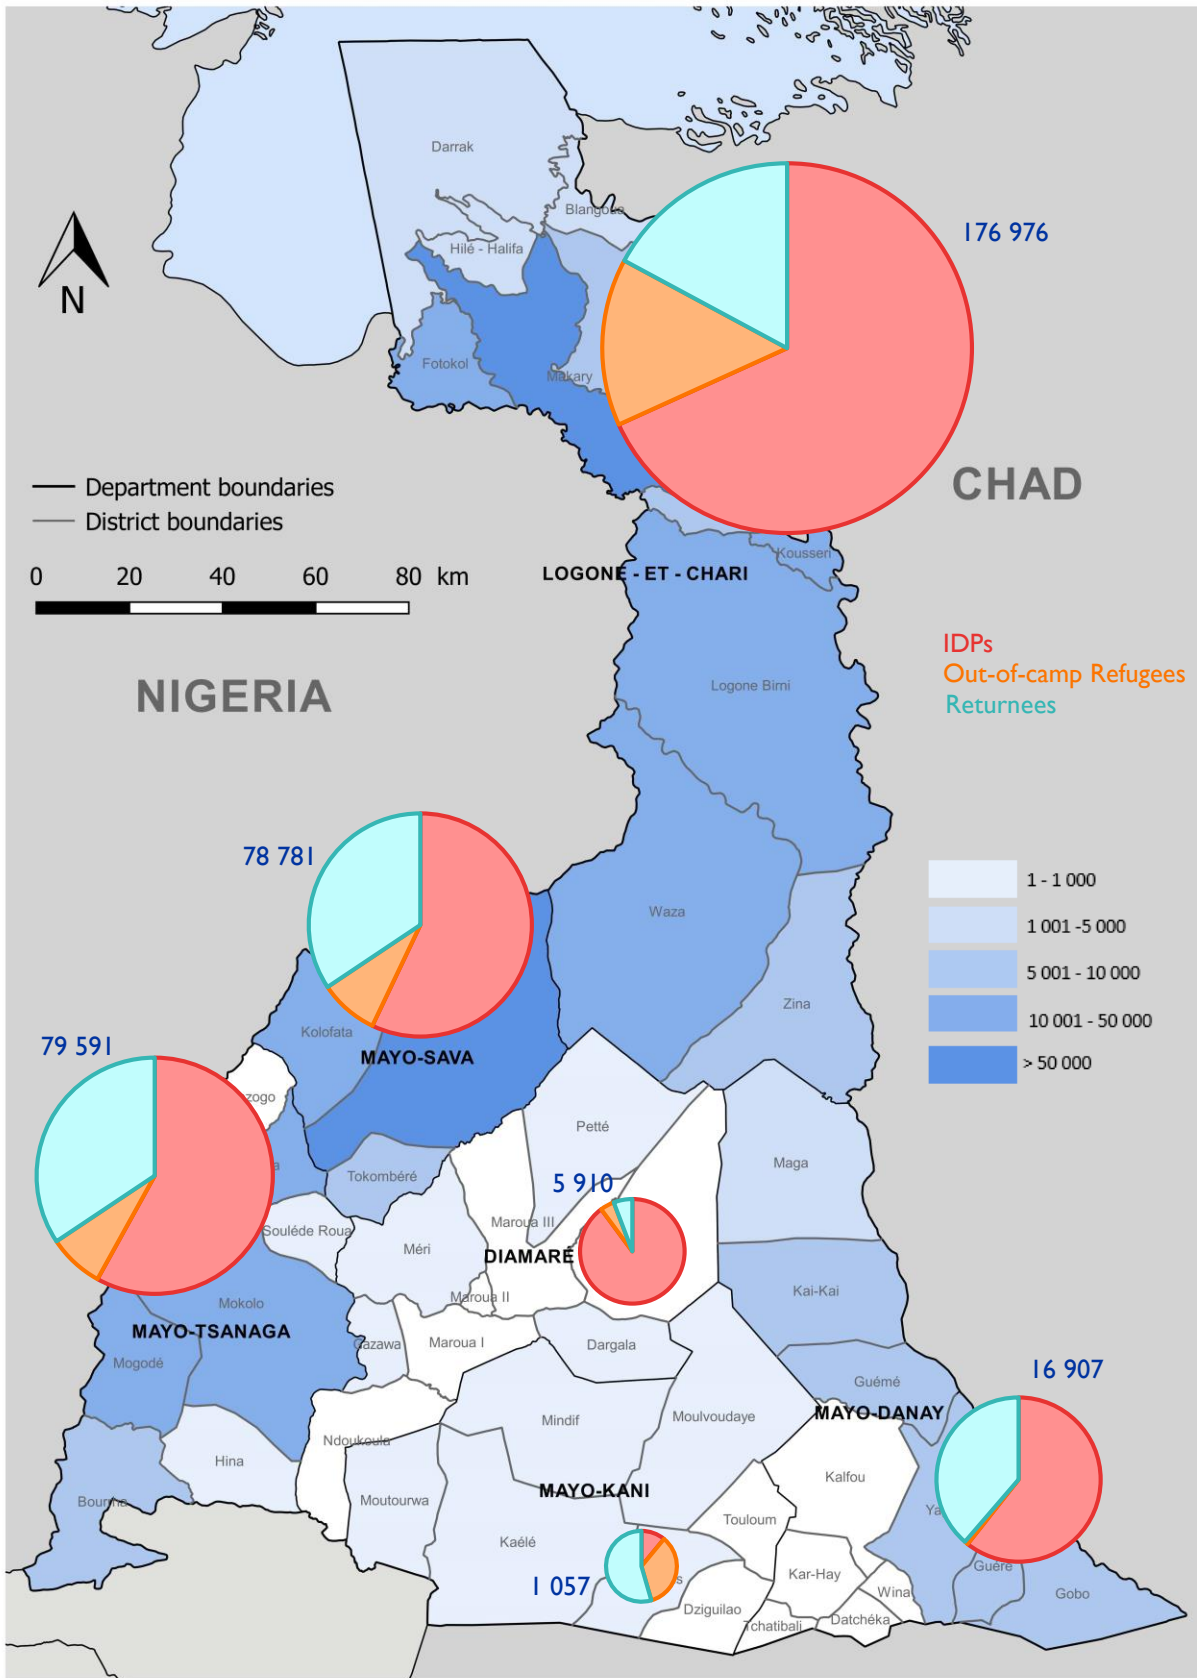 Darrak
Blangoua
176 976
Hilé - Halifa
N
Fotokol
Makary
CHAD
Department boundaries
District boundaries
Kousseri
0 20 40 60 80 km
LOGONE - ET - CHARI
IDPs
Out-of-camp Refugees
Returnees
NIGERIA
Logone Birni
78 781
1 - 1 000
Waza
1 001 -5 000
5 001 - 10 000
Zina
10 001 - 50 000
Kolofata
79 591
MAYO-SAVA
> 50 000
zogo
Petté
a
Tokombéré
Maga
5 910
Souléde Roua
Maroua III
Méri
DIAMARÉ
Kai-Kai
Maroua II
Mokolo
MAYO-TSANAGA
Gazawa
Maroua I
Dargala
Mogodé
16 907
Guémé
Mindif
Moulvoudaye
MAYO-DANAY
Ndoukoula
Hina
Kalfou
Bourrha
Moutourwa
MAYO-KANI
Ya
Touloum
Kaélé
Guéré
Kar-Hay
s
1 057
Wina
Gobo
Dziguilao
Datchéka
Tchatibali